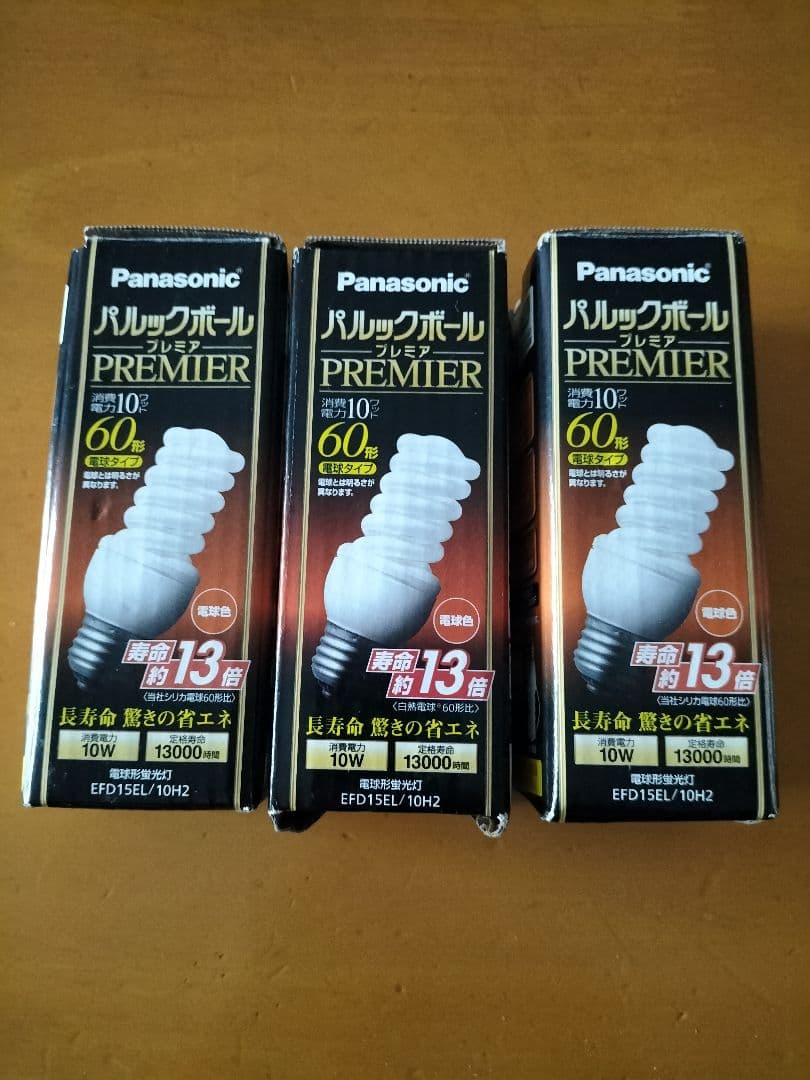 Panasonic
パルックボール
プレミア
PREMIER
消費電力10ワット
60形
電球タイプ
電球とは明るさが
異なります。
電球色
寿命
約13倍
〈当社シリカ電球60形比〉
長寿命 驚きの省エネ
消費電力
10W
定格寿命
13000時間
電球形蛍光灯
EFD15EL/10H2
Panasonic
パルックボール
プレミア
PREMIER
消費電力10ワット
60形
電球タイプ
電球とは明るさが
異なります。
電球色
寿命
約13倍
〈白熱電球※60形比〉
長寿命 驚きの省エネ
消費電力
10W
定格寿命
13000時間
電球形蛍光灯
EFD15EL/10H2
Panasonic
パルックボール
プレミア
PREMIER
消費電力10ワット
60形
電球タイプ
電球とは明るさが
異なります。
電球色
寿命
約13倍
〈当社シリカ電球60形比〉
長寿命 驚きの省エネ
消費電力
10W
定格寿命
13000時間
電球形蛍光灯
EFD15EL/10H2